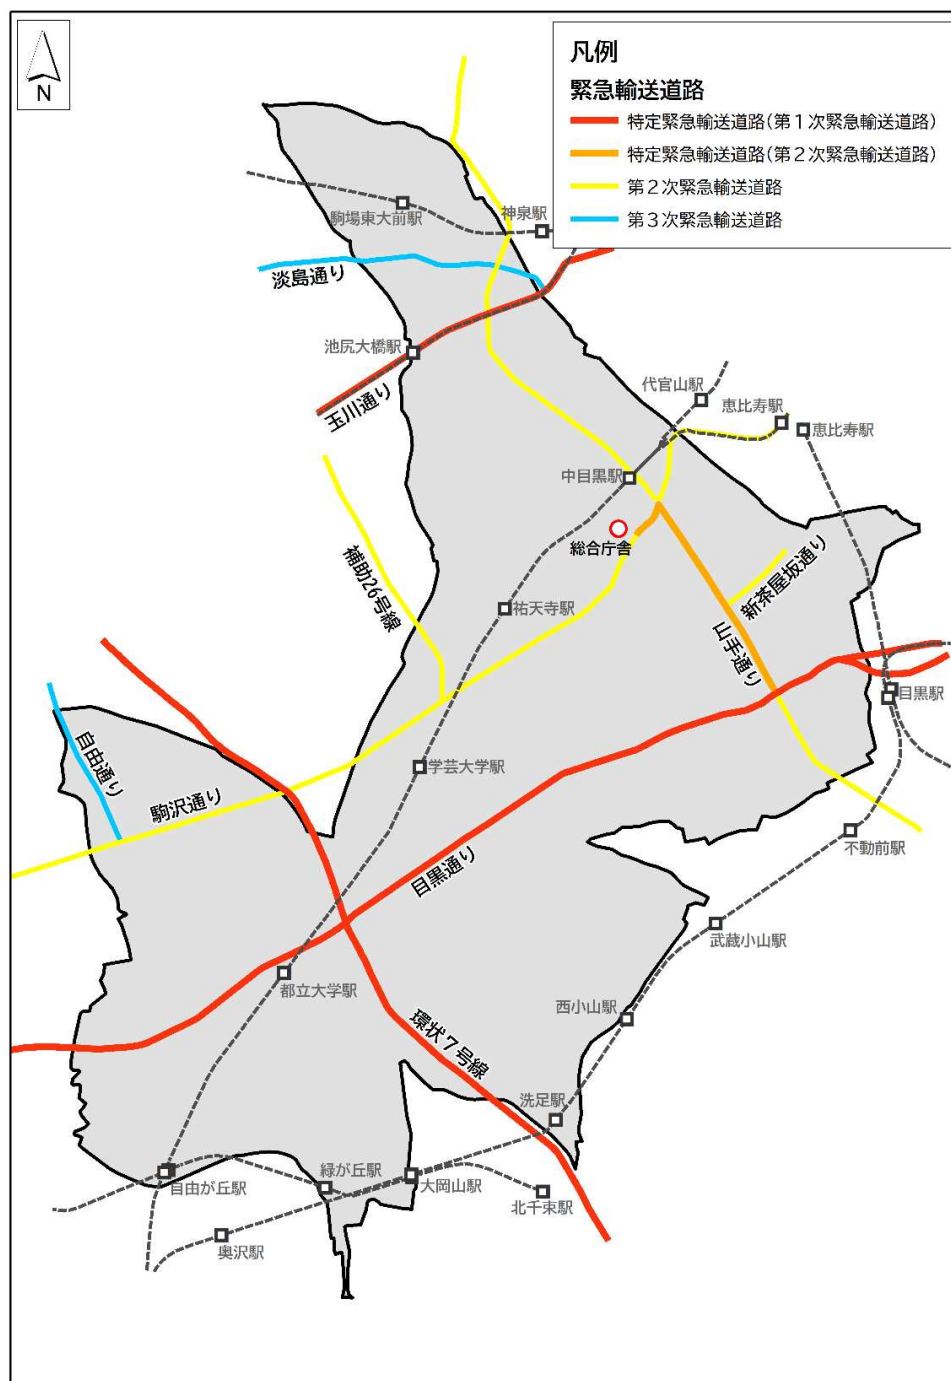 N
凡例
緊急輸送道路
特定緊急輸送道路(第1次緊急輸送道路)
特定緊急輸送道路(第2次緊急輸送道路)
第2次緊急輸送道路
第3次緊急輸送道路
駒場東大前駅
神泉駅
淡島通り
池尻大橋駅
玉川通り
代官山駅
恵比寿駅
恵比寿駅
中目黒駅
総合庁舎
補助26号線
新茶屋坂通り
祐天寺駅
山手通り
目黒駅
自由通り
学芸大学駅
駒沢通り
不動前駅
目黒通り
武蔵小山駅
都立大学駅
西小山駅
環状7号線
洗足駅
緑が丘駅
自由が丘駅
大岡山駅
北千束駅
奥沢駅